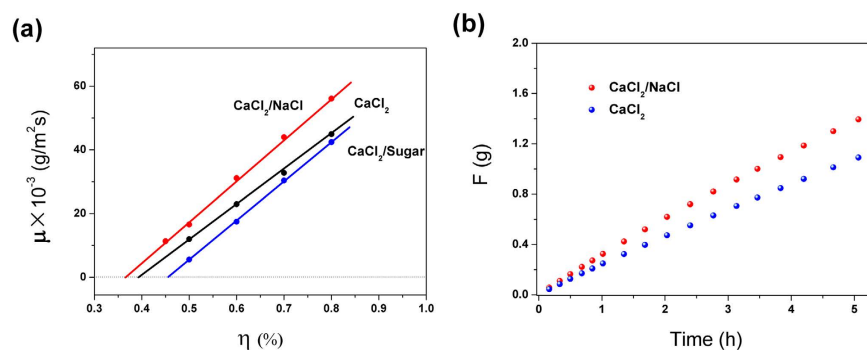 (a)
60
40
20
0
μ×10⁻³ (g/m²s)
CaCl₂/NaCl
CaCl₂
CaCl₂/Sugar
0.3 0.4 0.5 0.6 0.7 0.8 0.9 1.0
η (%)
(b)
2.0
1.6
1.2
0.8
0.4
0.0
F (g)
CaCl₂/NaCl
CaCl₂
0 1 2 3 4 5
Time (h)